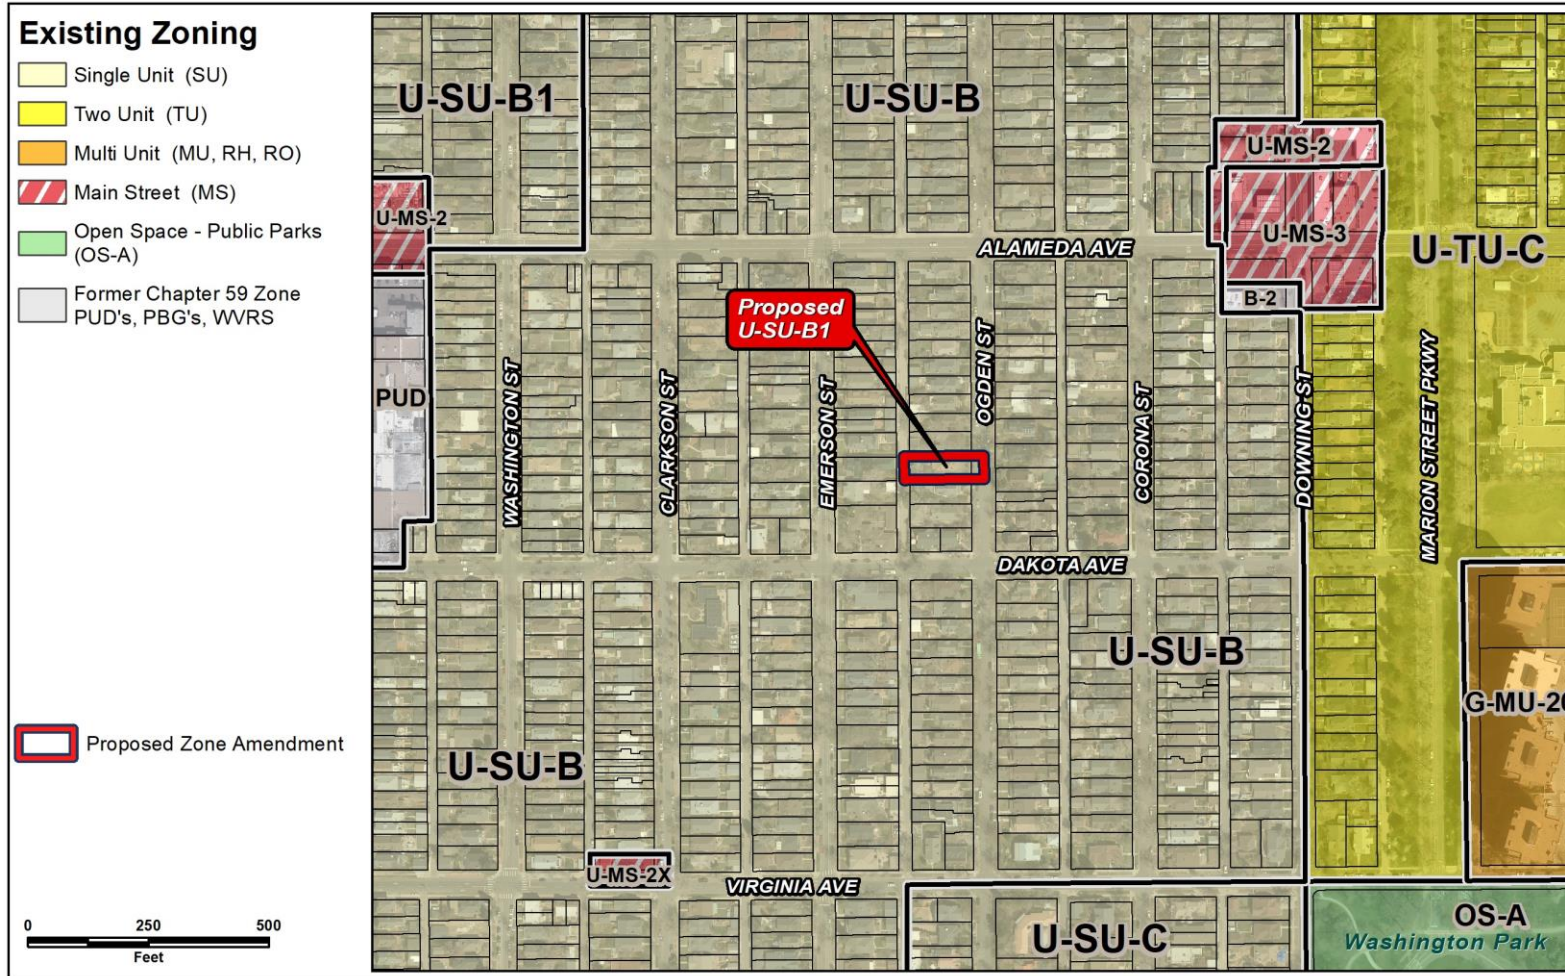 Existing Zoning
Single Unit (SU)
Two Unit (TU)
Multi Unit (MU, RH, RO)
Main Street (MS)
Open Space - Public Parks
(OS-A)
Former Chapter 59 Zone
PUD's, PBG's, WVRS
Proposed Zone Amendment
0 250 500
Feet
U-SU-B1
U-SU-B
U-MS-2
U-MS-2
U-MS-3
ALAMEDA AVE
U-TU-C
B-2
Proposed
U-SU-B1
PUD
WASHINGTON ST
CLARKSON ST
EMERSON ST
OGDEN ST
CORONA ST
DOWNING ST
MARION STREET PKWY
DAKOTA AVE
U-SU-B
G-MU-20
U-SU-B
U-MS-2X
VIRGINIA AVE
U-SU-C
OS-A
Washington Park